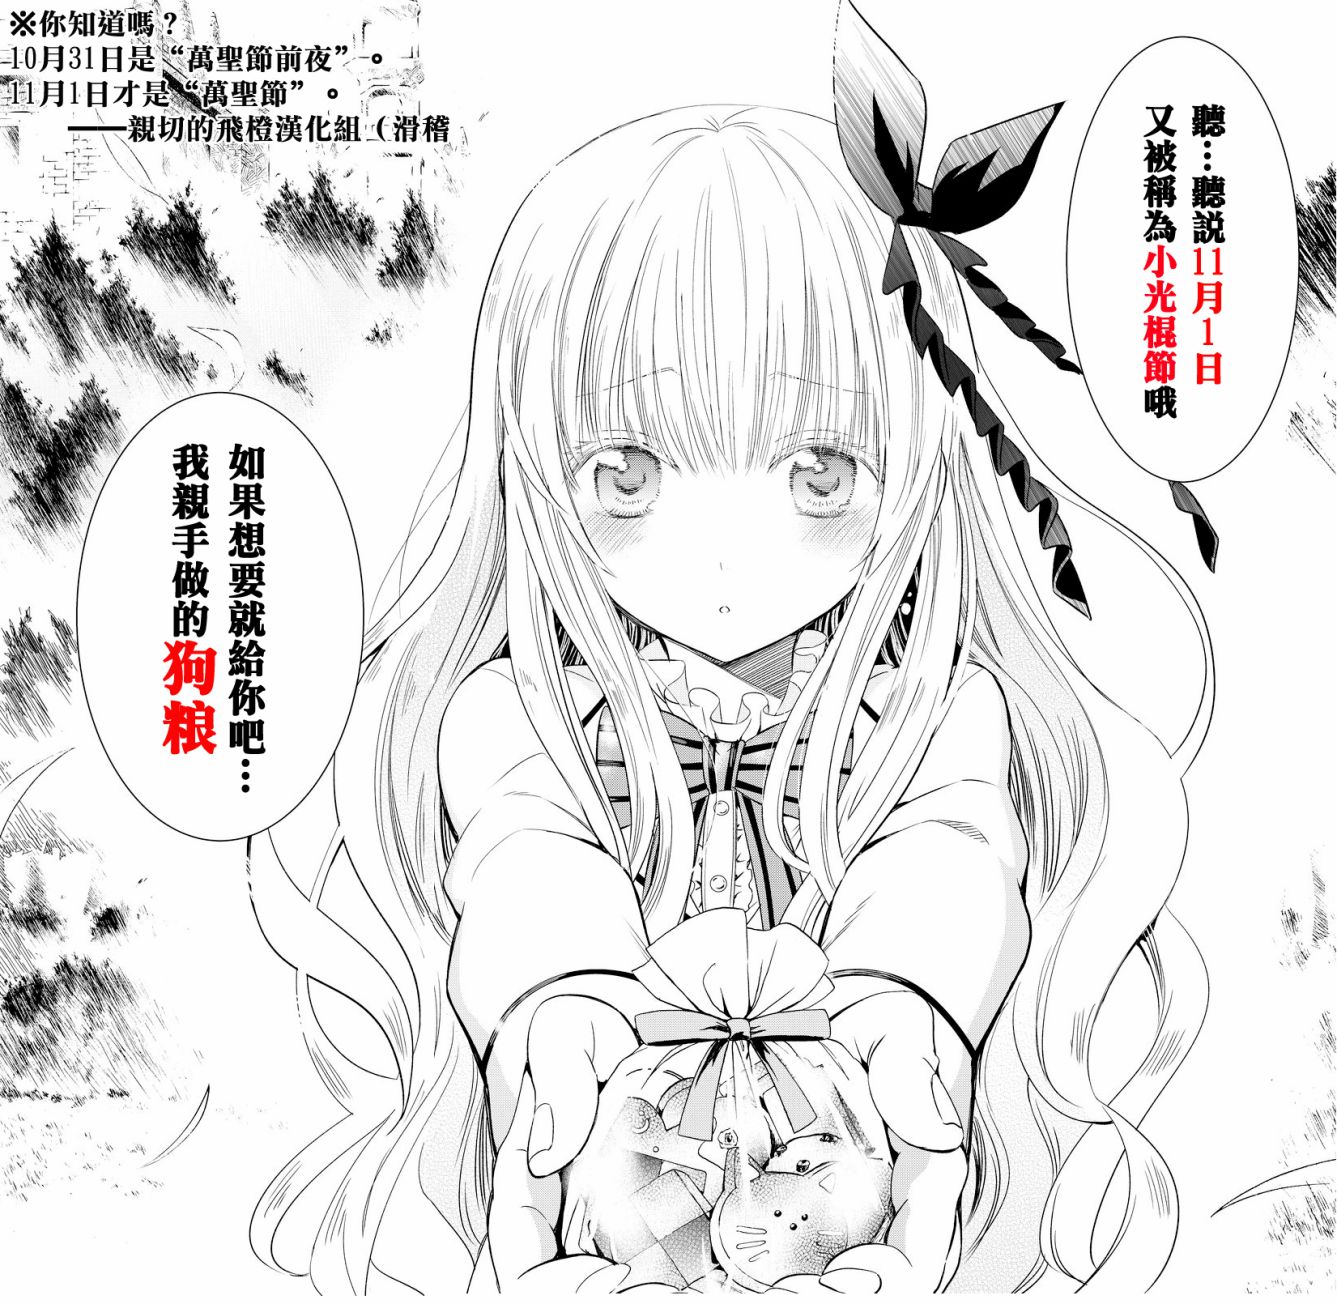 ※你知道嗎？
10月31日是“萬聖節前夜”。
11月1日才是“萬聖節”。
——親切的飛橙漢化組（滑稽
聽…聽説11月1日
又被稱為小光棍節哦
如果想要就給你吧…
我親手做的狗粮